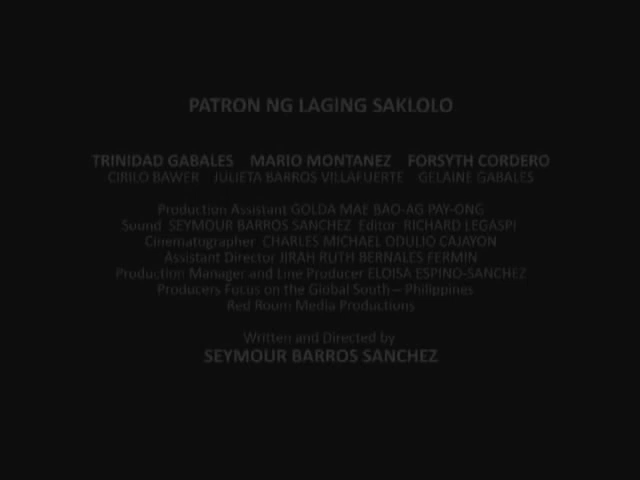 PATRON NG LAGING SAKLOLO
TRINIDAD GABALES MARIO MONTANEZ FORSYTH CORDERO
CIRILO BAWER JULIETA BARROS VILLAFUERTE GELAINE GABALES
Production Assistant GOLDA MAE BAO-AG PAY-ONG
Sound SEYMOUR BARROS SANCHEZ Editor RICHARD LEGASPI
Cinematographer CHARLES MICHAEL ODULIO CAJAYON
Assistant Director JIRAH RUTH BERNALES FERMIN
Production Manager and Line Producer ELOISA ESPINO-SANCHEZ
Producers Focus on the Global South – Philippines
Red Room Media Productions
Written and Directed by
SEYMOUR BARROS SANCHEZ